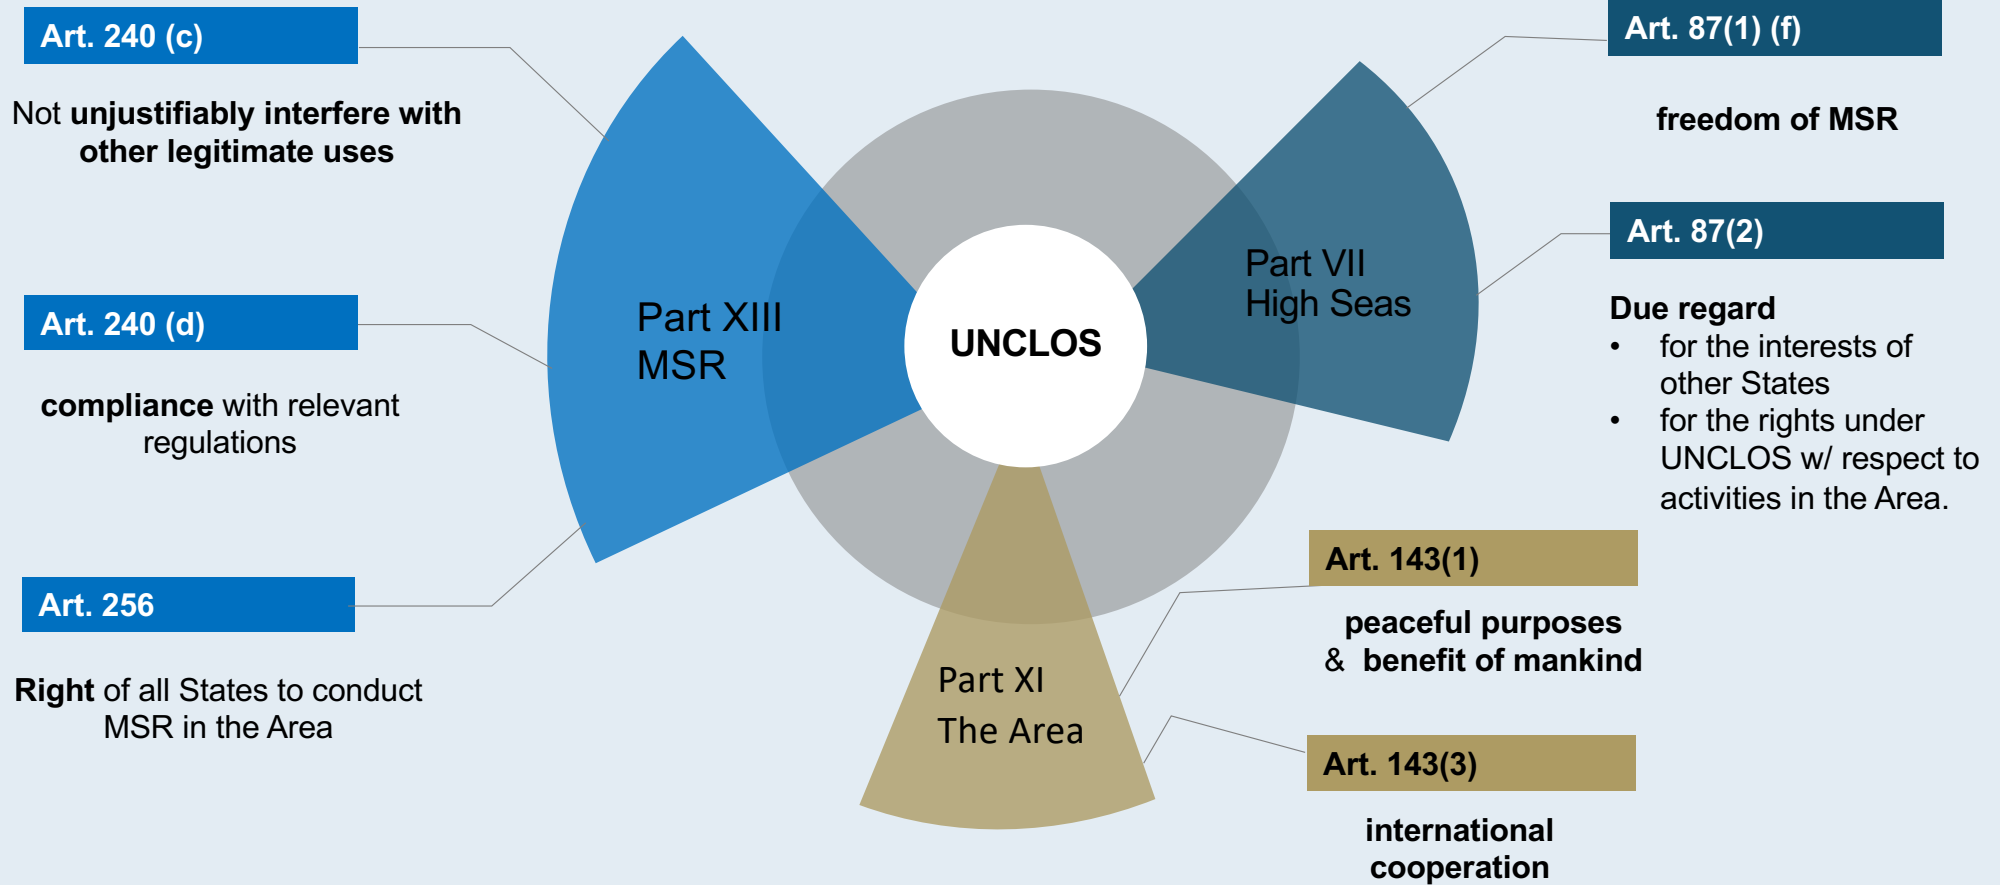 Art. 240 (c)
Not unjustifiably interfere with
other legitimate uses
Art. 240 (d)
compliance with relevant
regulations
Art. 256
Right of all States to conduct
MSR in the Area
Part XIII
MSR
UNCLOS
Part VII
High Seas
Part XI
The Area
Art. 87(1) (f)
freedom of MSR
Art. 87(2)
Due regard
• for the interests of
other States
• for the rights under
UNCLOS w/ respect to
activities in the Area.
Art. 143(1)
peaceful purposes
& benefit of mankind
Art. 143(3)
international
cooperation